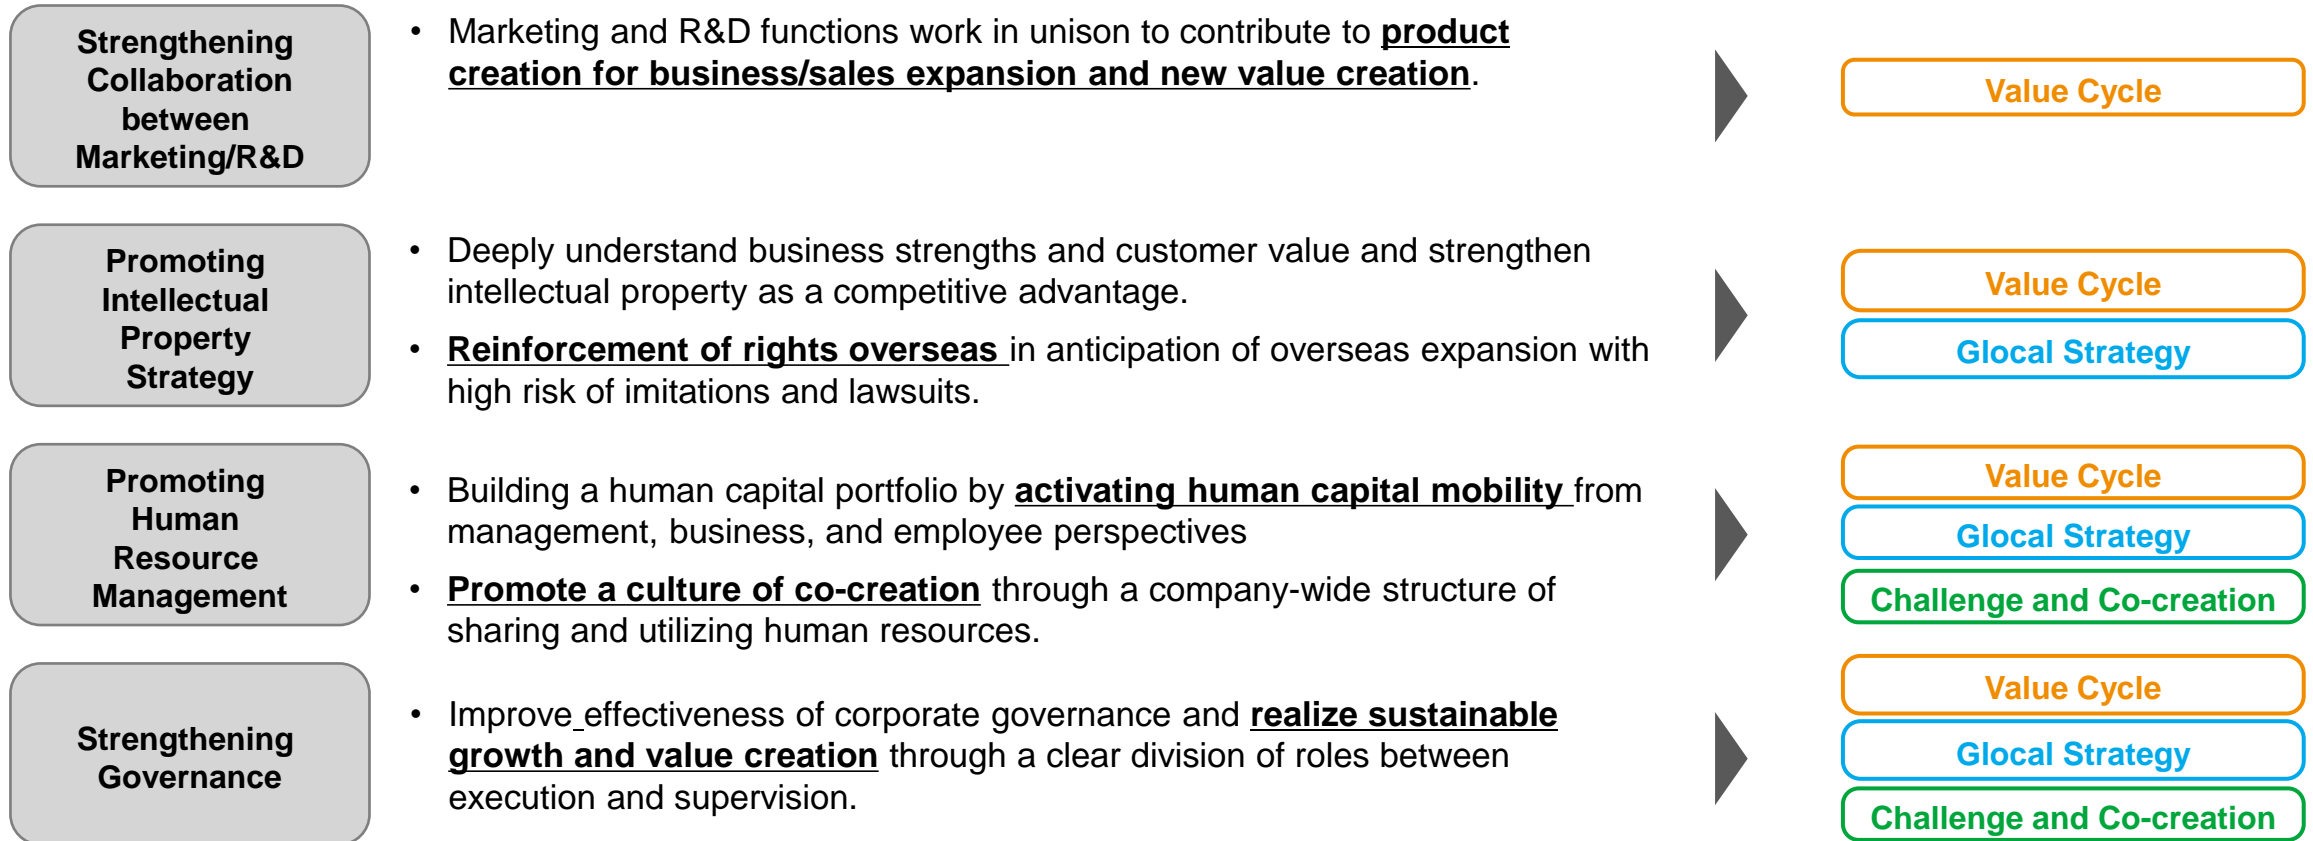 Strengthening
Collaboration
between
Marketing/R&D
• Marketing and R&D functions work in unison to contribute to product
creation for business/sales expansion and new value creation.
Value Cycle
Promoting
Intellectual
Property
Strategy
• Deeply understand business strengths and customer value and strengthen
intellectual property as a competitive advantage.
• Reinforcement of rights overseas in anticipation of overseas expansion with
high risk of imitations and lawsuits.
Value Cycle
Glocal Strategy
Promoting
Human
Resource
Management
• Building a human capital portfolio by activating human capital mobility from
management, business, and employee perspectives
• Promote a culture of co-creation through a company-wide structure of
sharing and utilizing human resources.
Value Cycle
Glocal Strategy
Challenge and Co-creation
Strengthening
Governance
• Improve effectiveness of corporate governance and realize sustainable
growth and value creation through a clear division of roles between
execution and supervision.
Value Cycle
Glocal Strategy
Challenge and Co-creation